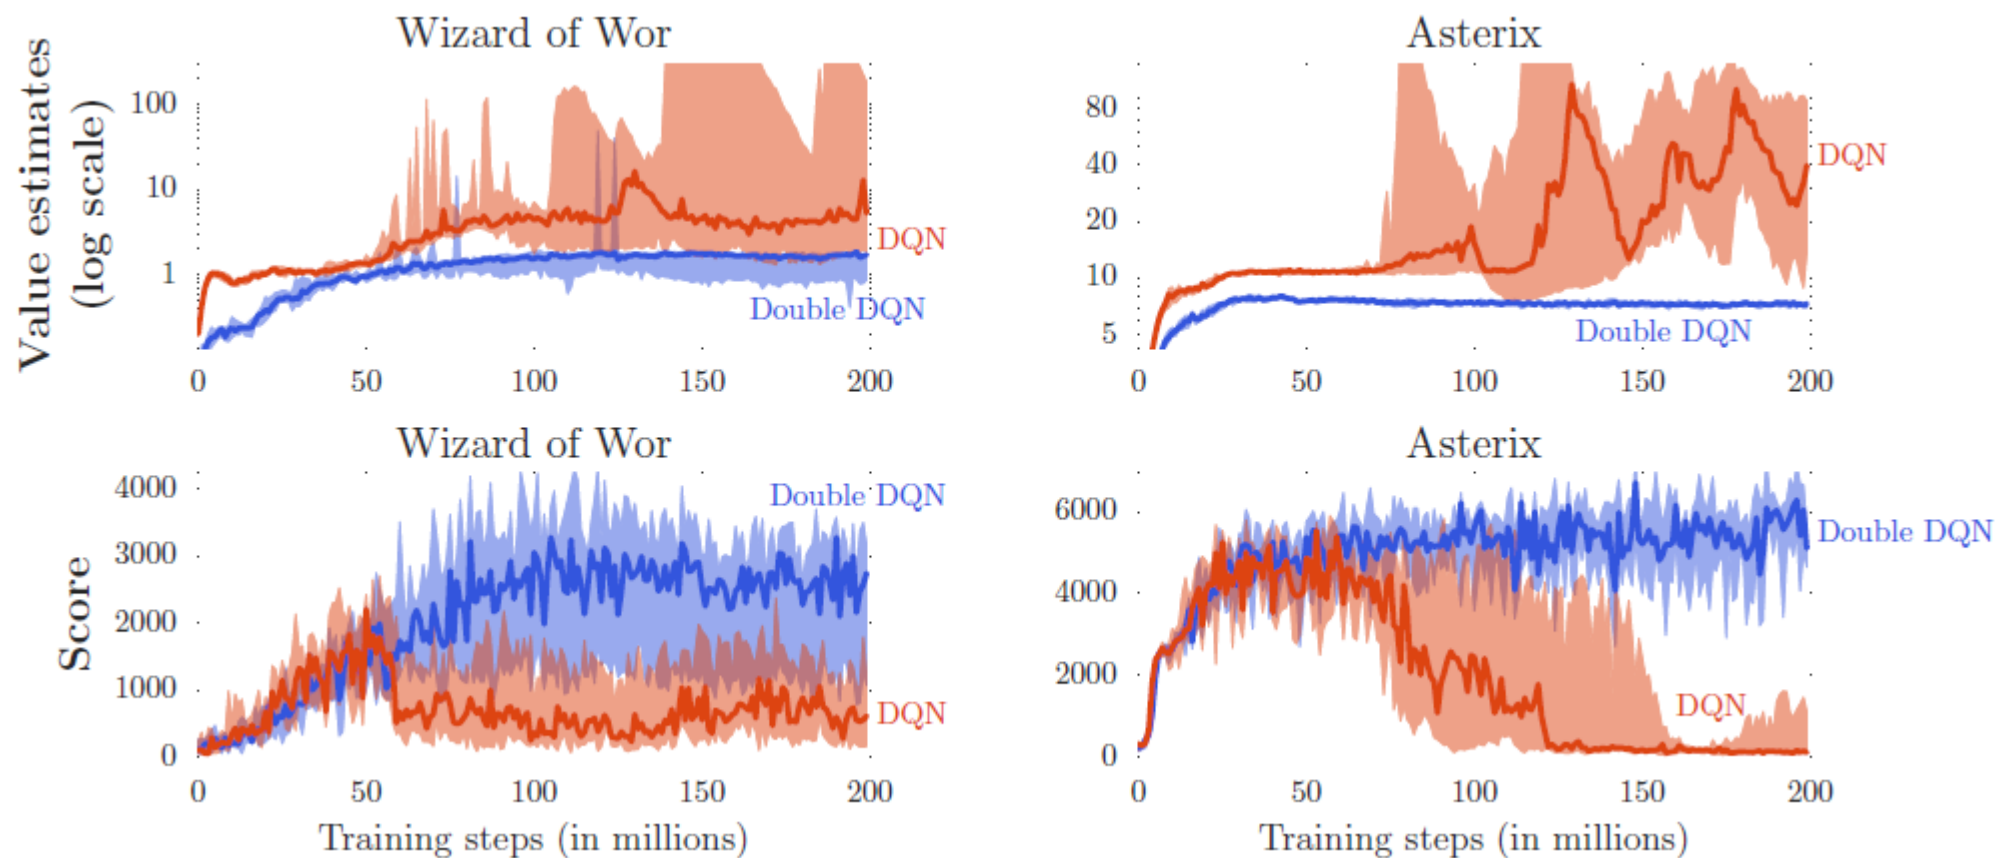 Wizard of Wor
Asterix
Value estimates
(log scale)
100
10
1
DQN
Double DQN
0 50 100 150 200
80
40
20
10
5
DQN
Double DQN
0 50 100 150 200
Wizard of Wor
Asterix
Score
4000
3000
2000
1000
0
Double DQN
DQN
0 50 100 150 200
Training steps (in millions)
6000
4000
2000
0
Double DQN
DQN
0 50 100 150 200
Training steps (in millions)